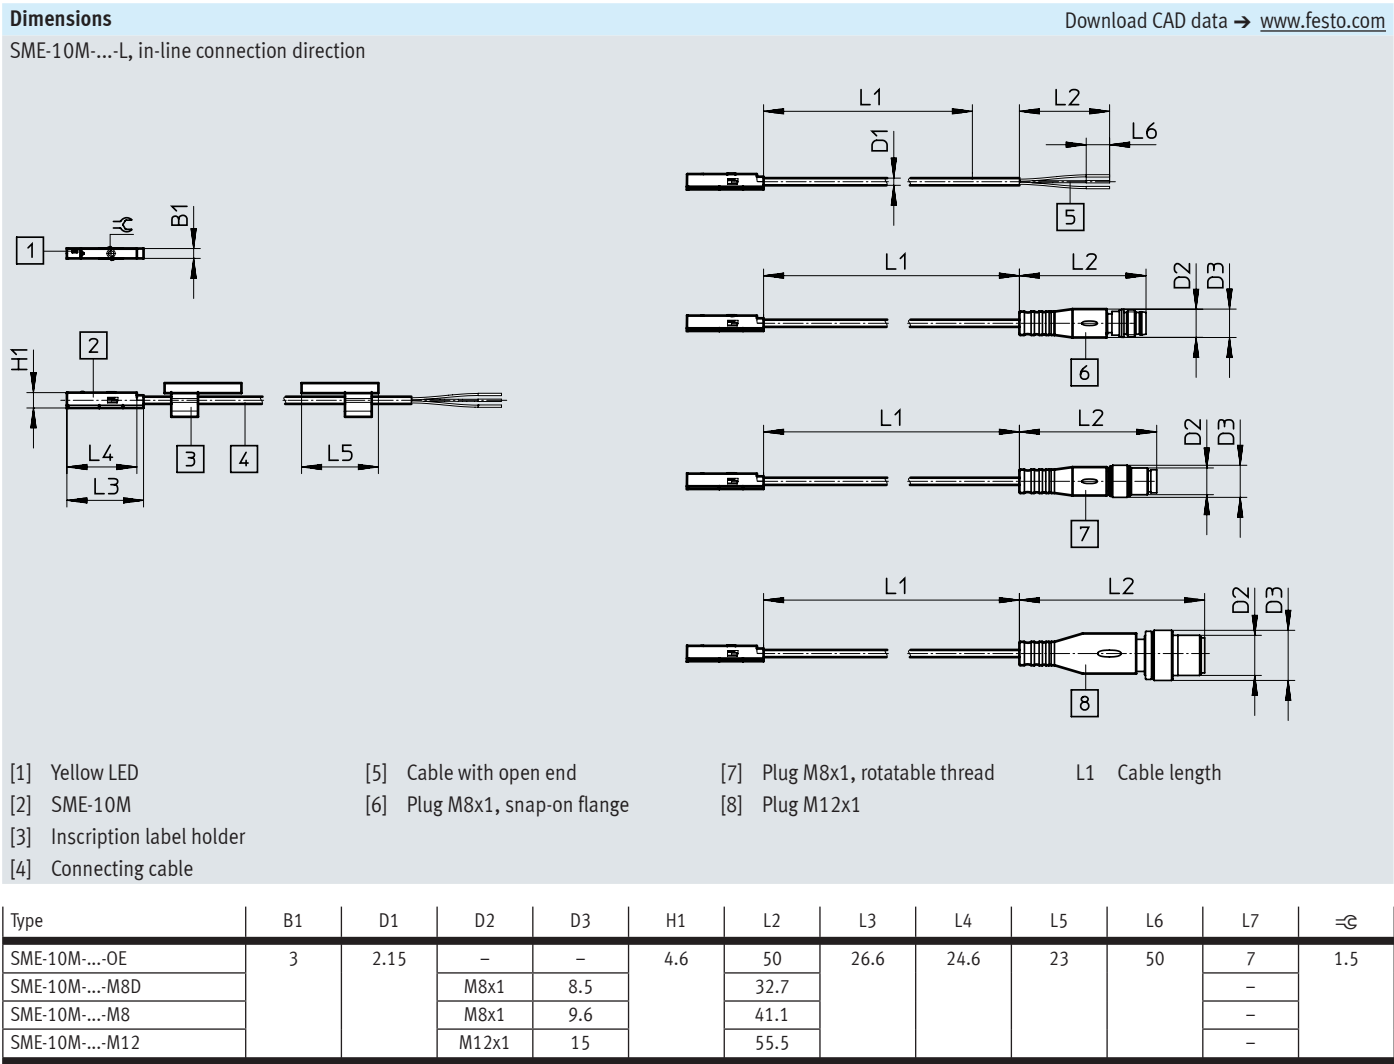 Dimensions
Download CAD data ➔ www.festo.com
SME-10M-...-L, in-line connection direction
L1
L2
D1
L6
5
1
B1
L1
L2
D2
D3
6
H1
2
L4
L3
3
4
L5
L1
L2
D2
D3
7
L1
L2
D2
D3
8
[1] Yellow LED
[2] SME-10M
[3] Inscription label holder
[4] Connecting cable
[5] Cable with open end
[6] Plug M8x1, snap-on flange
[7] Plug M8x1, rotatable thread
[8] Plug M12x1
L1 Cable length
Type B1 D1 D2 D3 H1 L2 L3 L4 L5 L6 L7
SME-10M-...-OE 3 2.15 – – 4.6 50 26.6 24.6 23 50 7 1.5
SME-10M-...-M8D M8x1 8.5 32.7 –
SME-10M-...-M8 M8x1 9.6 41.1 –
SME-10M-...-M12 M12x1 15 55.5 –